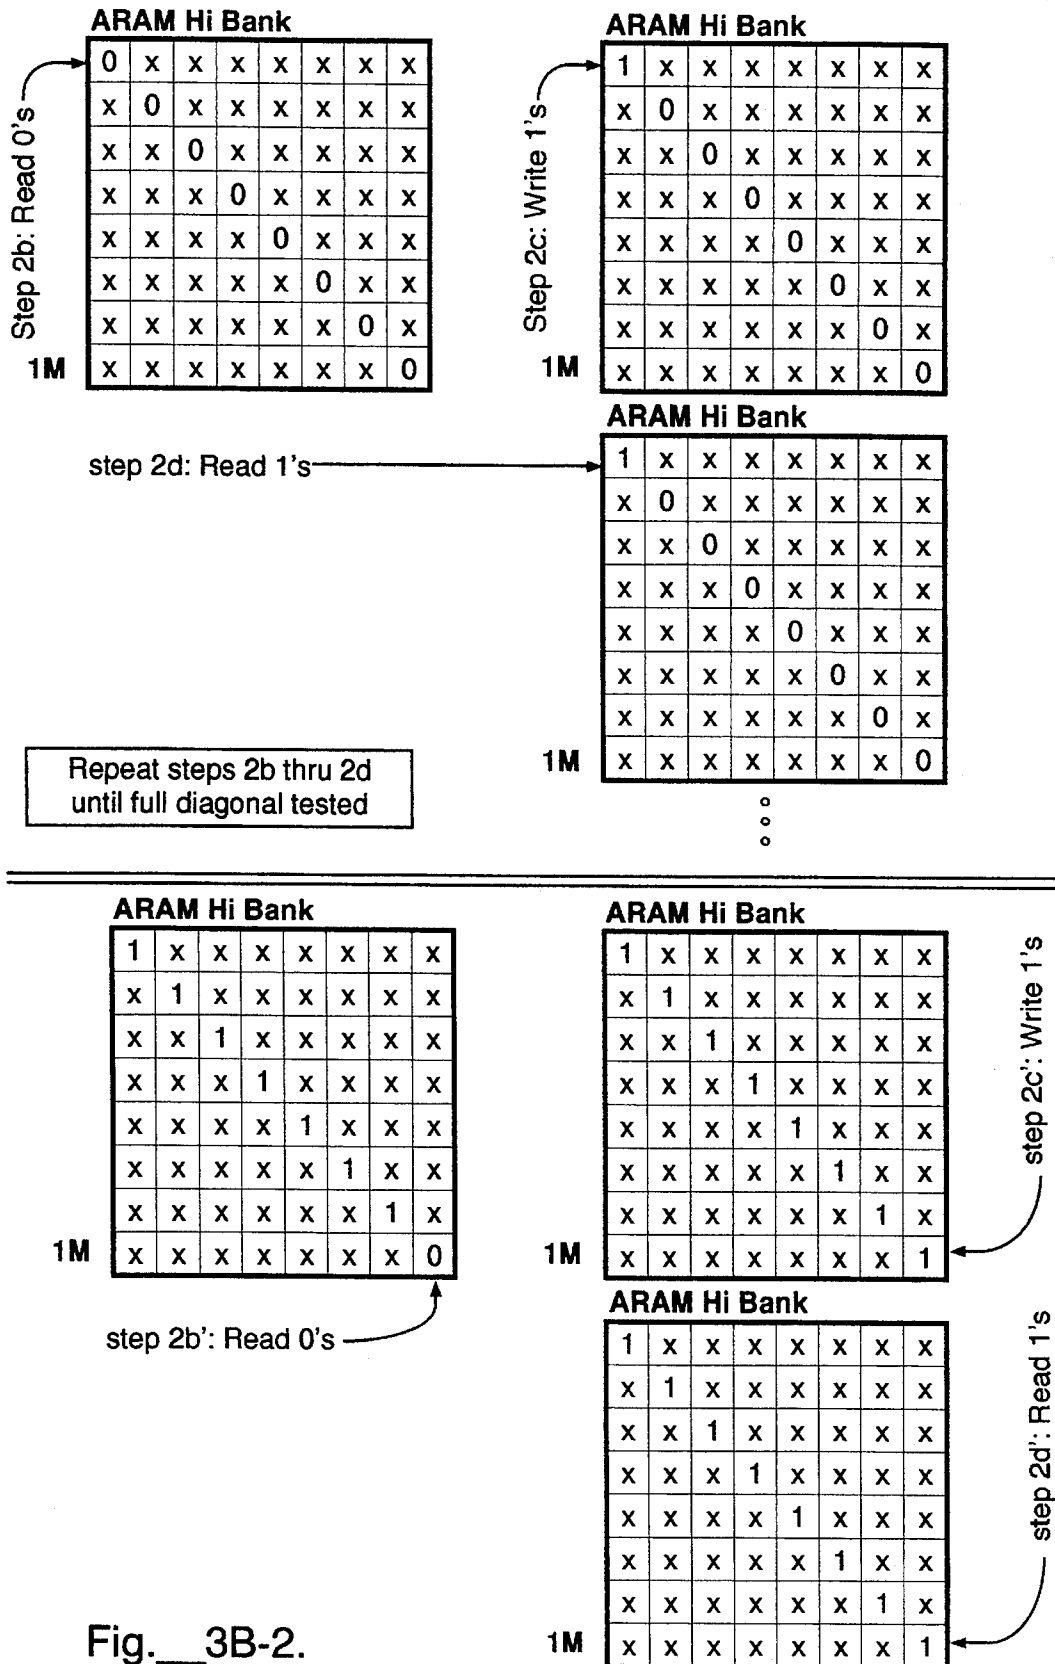 ARAM Hi Bank
Step 2b: Read 0's
0 x x x x x x x
x 0 x x x x x x
x x 0 x x x x x
x x x 0 x x x x
x x x x 0 x x x
x x x x x 0 x x
x x x x x x 0 x
1M x x x x x x x 0
ARAM Hi Bank
Step 2c: Write 1's
1 x x x x x x x
x 0 x x x x x x
x x 0 x x x x x
x x x 0 x x x x
x x x x 0 x x x
x x x x x 0 x x
x x x x x x 0 x
1M x x x x x x x 0
step 2d: Read 1's
ARAM Hi Bank
1 x x x x x x x
x 0 x x x x x x
x x 0 x x x x x
x x x 0 x x x x
x x x x 0 x x x
x x x x x 0 x x
x x x x x x 0 x
1M x x x x x x x 0
Repeat steps 2b thru 2d
until full diagonal tested
ARAM Hi Bank
1 x x x x x x x
x 1 x x x x x x
x x 1 x x x x x
x x x 1 x x x x
x x x x 1 x x x
x x x x x 1 x x
x x x x x x 1 x
1M x x x x x x x 0
step 2b': Read 0's
ARAM Hi Bank
1 x x x x x x x
x 1 x x x x x x
x x 1 x x x x x
x x x 1 x x x x
x x x x 1 x x x
x x x x x 1 x x
x x x x x x 1 x
1M x x x x x x x 1
step 2c': Write 1's
ARAM Hi Bank
1 x x x x x x x
x 1 x x x x x x
x x 1 x x x x x
x x x 1 x x x x
x x x x 1 x x x
x x x x x 1 x x
x x x x x x 1 x
1M x x x x x x x 1
step 2d': Read 1's
Fig.__3B-2.